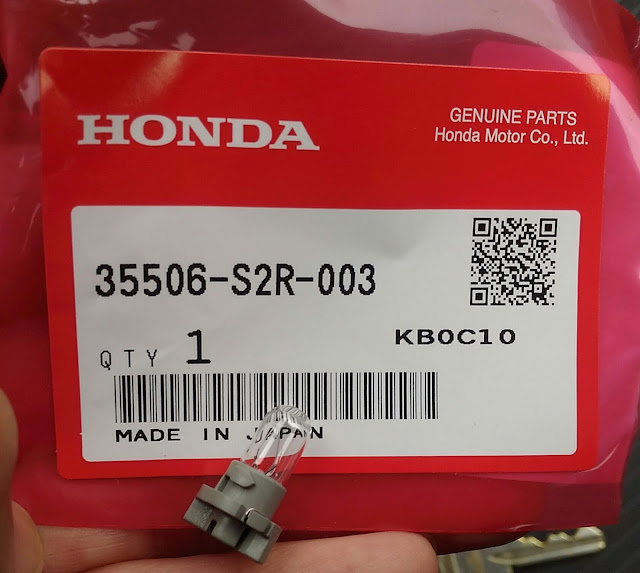 HONDA
GENUINE PARTS
Honda Motor Co., Ltd.
35506-S2R-003
KB0C10
QTY 1
MADE IN JAPAN